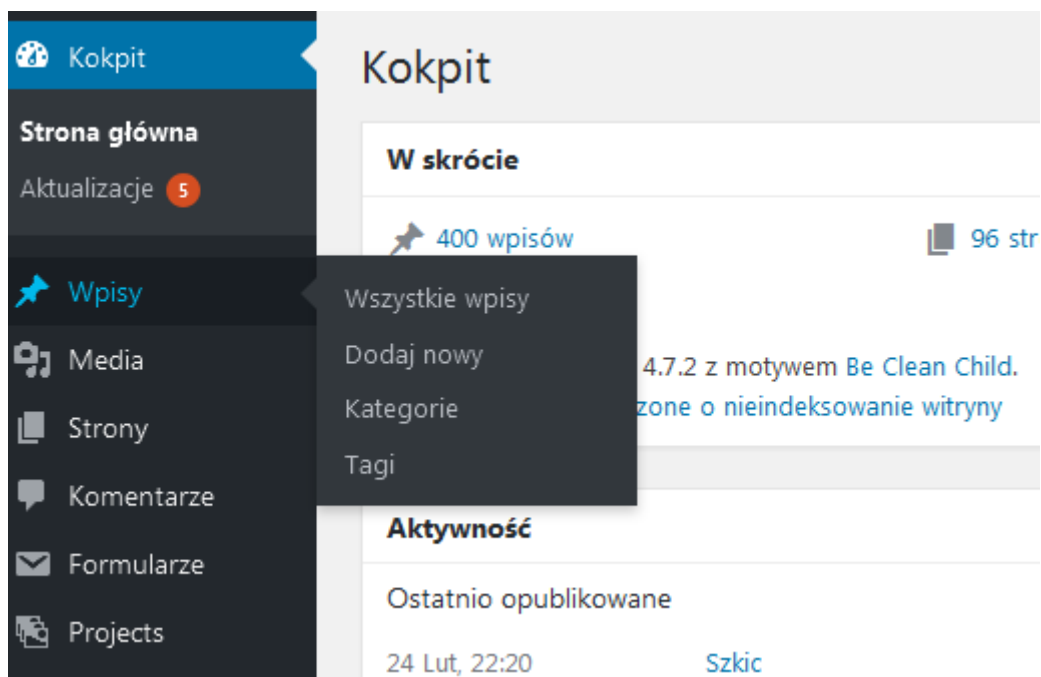 Kokpit
Strona główna
Aktualizacje 5
Wpisy
Media
Strony
Komentarze
Formularze
Projects
Wszystkie wpisy
Dodaj nowy
Kategorie
Tagi
Kokpit
W skrócie
400 wpisów 96 str
4.7.2 z motywem Be Clean Child.
zone o nieindeksowanie witryny
Aktywność
Ostatnio opublikowane
24 Lut, 22:20 Szkic